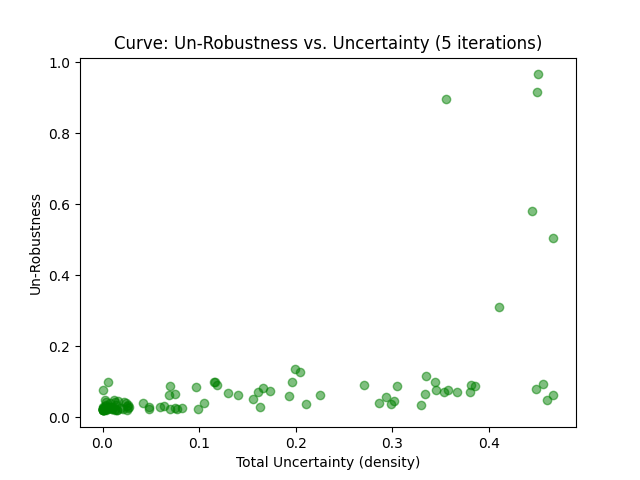 Curve: Un-Robustness vs. Uncertainty (5 iterations)
1.0
0.8
0.6
0.4
0.2
0.0
Un-Robustness
0.0 0.1 0.2 0.3 0.4
Total Uncertainty (density)